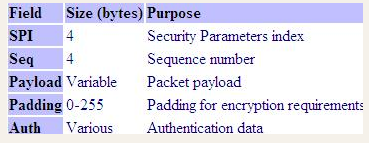 Field Size (bytes) Purpose
SPI 4 Security Parameters index
Seq 4 Sequence number
Payload Variable Packet payload
Padding 0-255 Padding for encryption requirements
Auth Various Authentication data